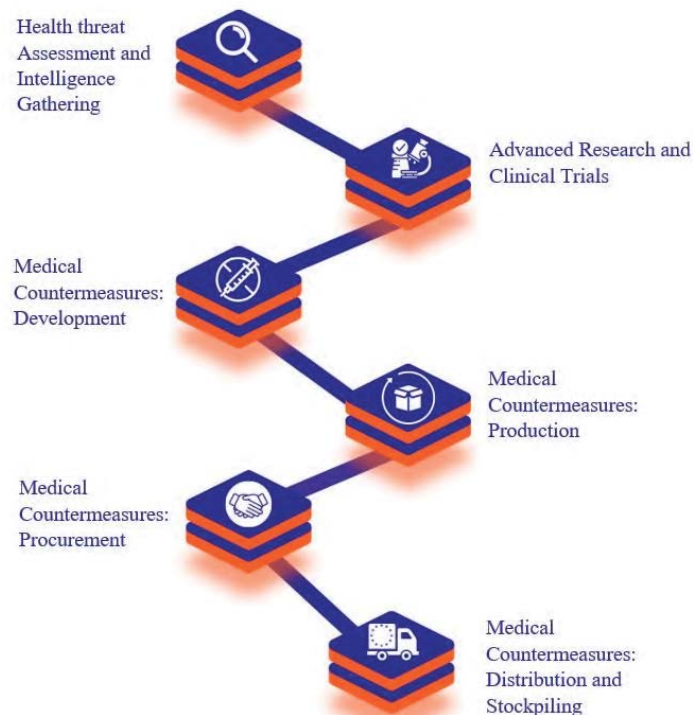 Health threat
Assessment and
Intelligence
Gathering
Advanced Research and
Clinical Trials
Medical
Countermeasures:
Development
Medical
Countermeasures:
Production
Medical
Countermeasures:
Procurement
Medical
Countermeasures:
Distribution and
Stockpiling